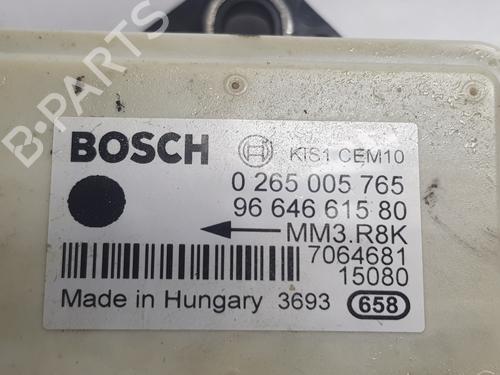 B-PARTS
BOSCH
KIS1 CEM10
0 265 005 765
96 646 615 80
MM3.R8K
7064681
15080
Made in Hungary 3693 658